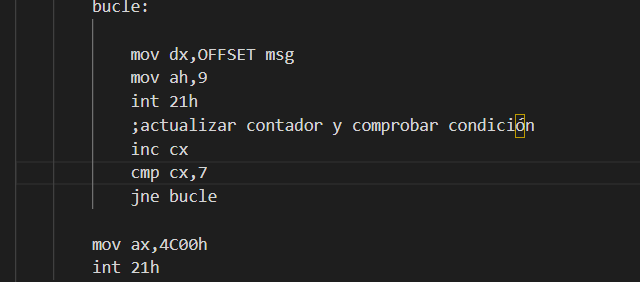 bucle:
mov dx,OFFSET msg
mov ah,9
int 21h
;actualizar contador y comprobar condición
inc cx
cmp cx,7
jne bucle
mov ax,4C00h
int 21h